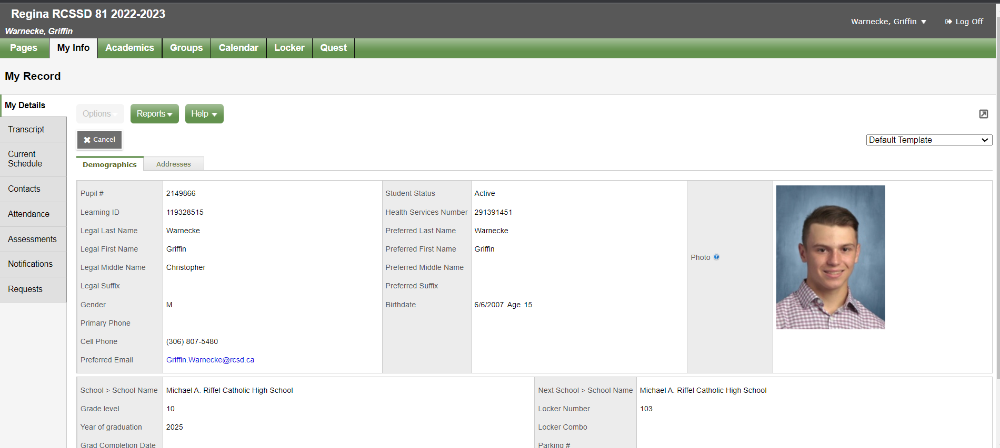 Regina RCSSD 81 2022-2023
Warnecke, Griffin
Warnecke, Griffin
Log Off
Pages
My Info
Academics
Groups
Calendar
Locker
Quest
My Record
My Details
Transcript
Current
Schedule
Contacts
Attendance
Assessments
Notifications
Requests
Options
Reports
Help
Cancel
Default Template
Demographics
Addresses
Pupil # 2149866
Learning ID 119328515
Legal Last Name Warnecke
Legal First Name Griffin
Legal Middle Name Christopher
Legal Suffix
Gender M
Primary Phone
Cell Phone (306) 807-5480
Preferred Email Griffin.Warnecke@rcsd.ca
Student Status Active
Health Services Number 291391451
Preferred Last Name Warnecke
Preferred First Name Griffin
Preferred Middle Name
Preferred Suffix
Birthdate 6/6/2007 Age 15
Photo ?
School > School Name Michael A. Riffel Catholic High School
Grade level 10
Year of graduation 2025
Grad Completion Date
Next School > School Name Michael A. Riffel Catholic High School
Locker Number 103
Locker Combo
Parking #